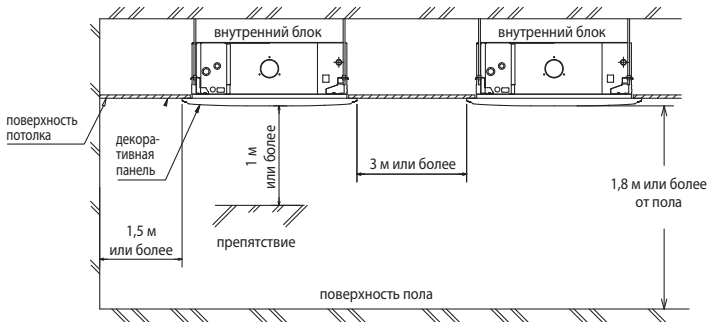 внутренний блок
внутренний блок
поверхность
потолка
декора-
тивная
панель
1 м
или более
3 м или более
1,8 м или более
от пола
1,5 м
или более
препятствие
поверхность пола